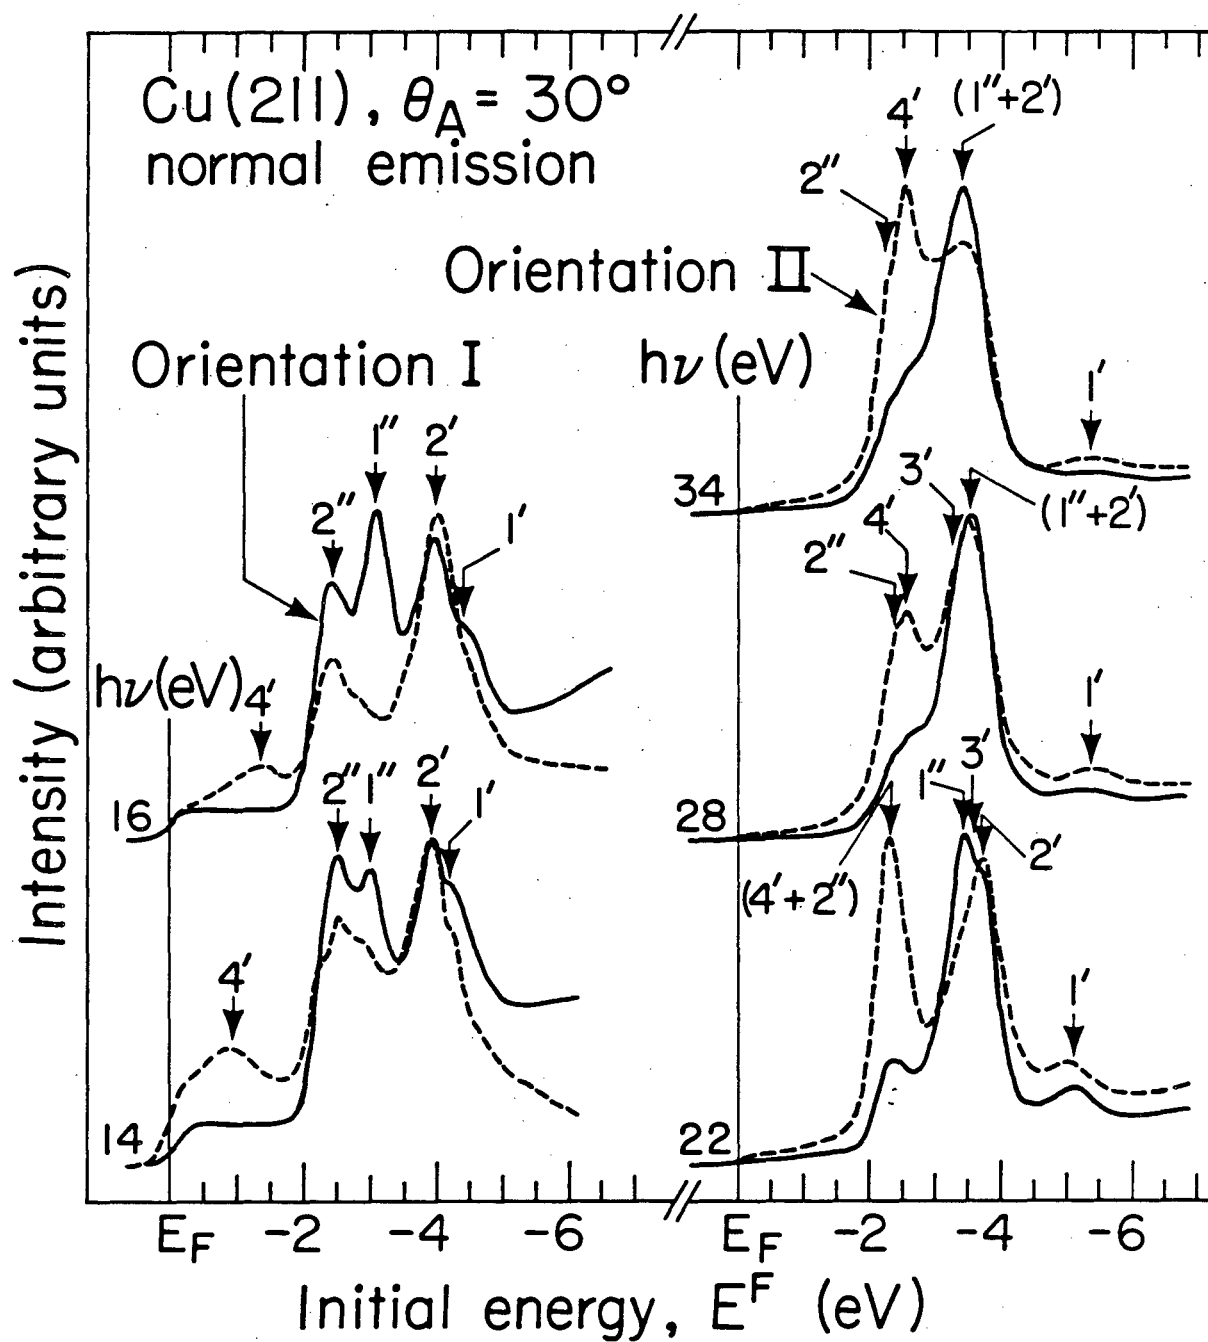 Cu(211), θA = 30°
normal emission
Intensity (arbitrary units)
Orientation I
Orientation II
hν (eV)
hν (eV)
4′
2″
1″
2′
1′
16
4′
2″
1″
2′
1′
14
2″
4′
(1″+2′)
1′
34
2″
4′
3′
(1″+2′)
1′
28
(4′+2″)
1″
3′
2′
1′
22
EF -2 -4 -6
EF -2 -4 -6
Initial energy, E^F (eV)